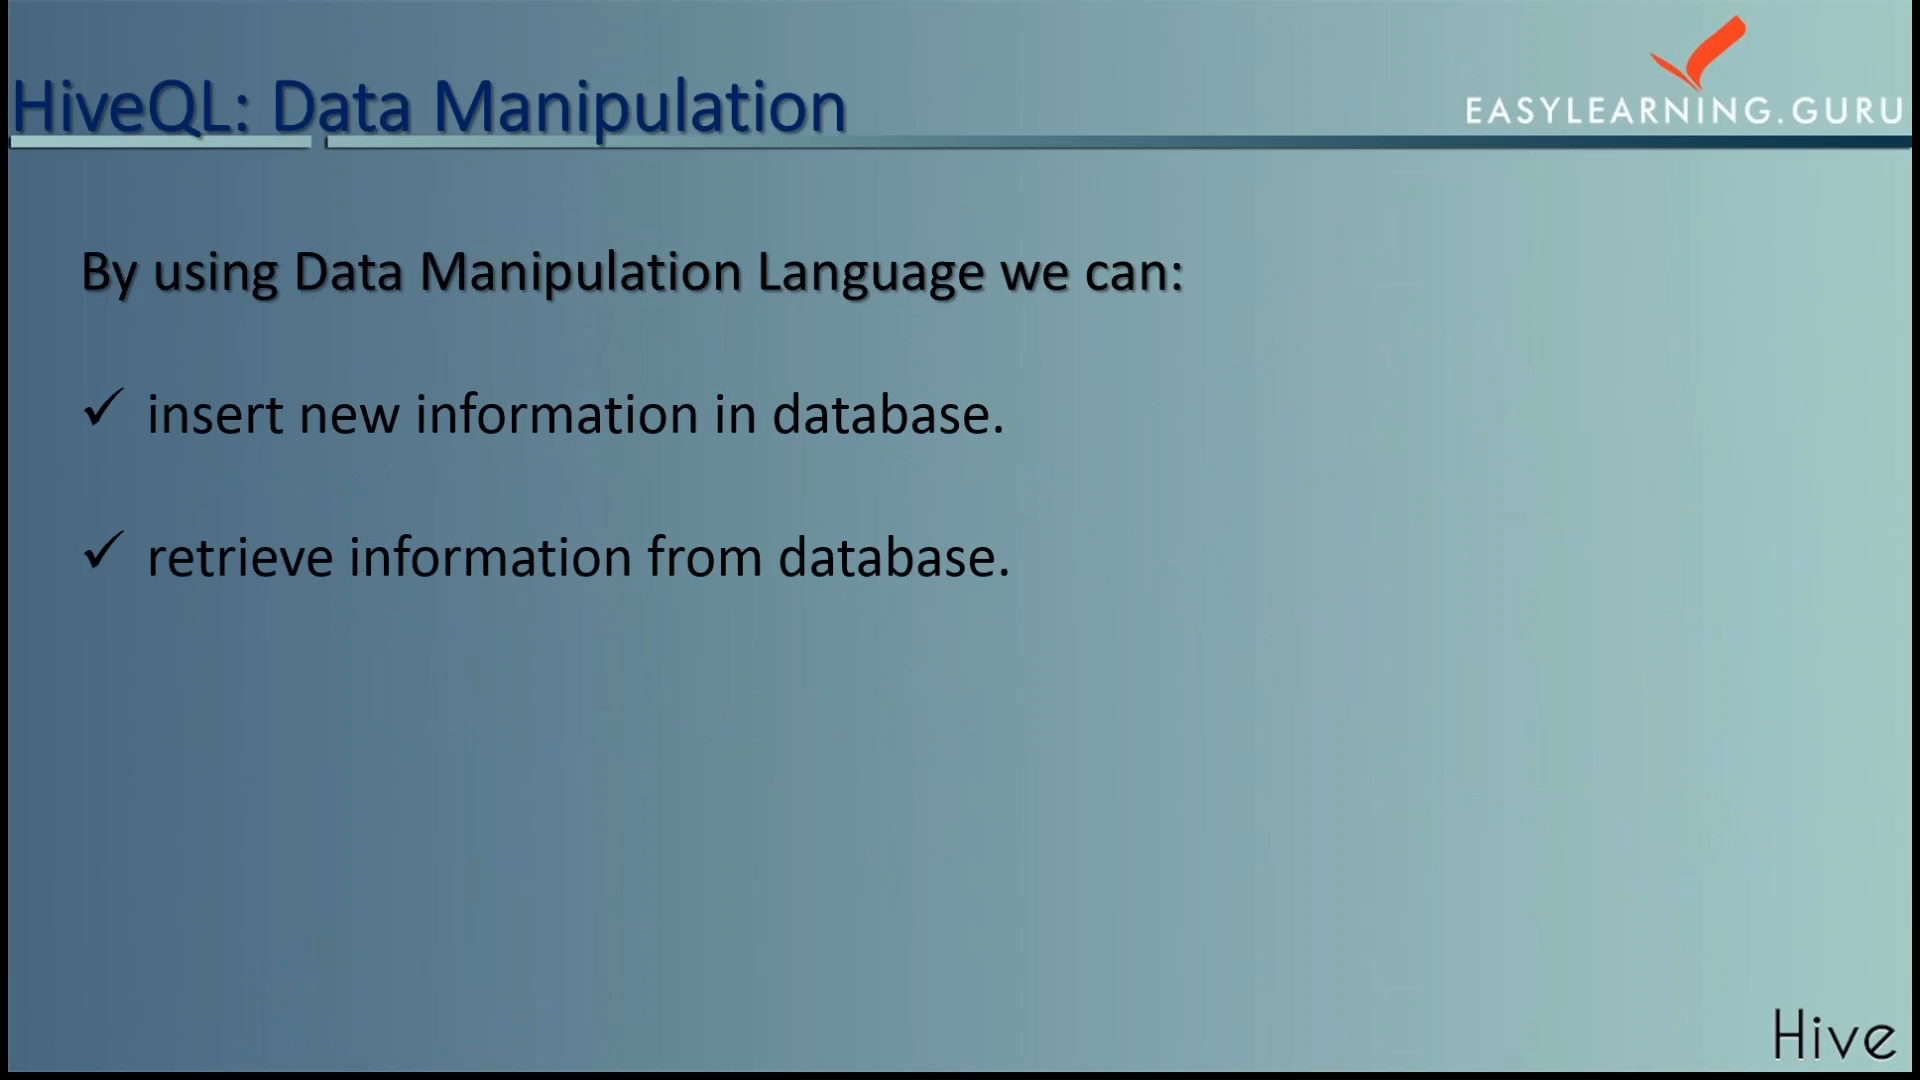 HiveQL: Data Manipulation
EASYLEARNING.GURU
By using Data Manipulation Language we can:
✓ insert new information in database.
✓ retrieve information from database.
Hive